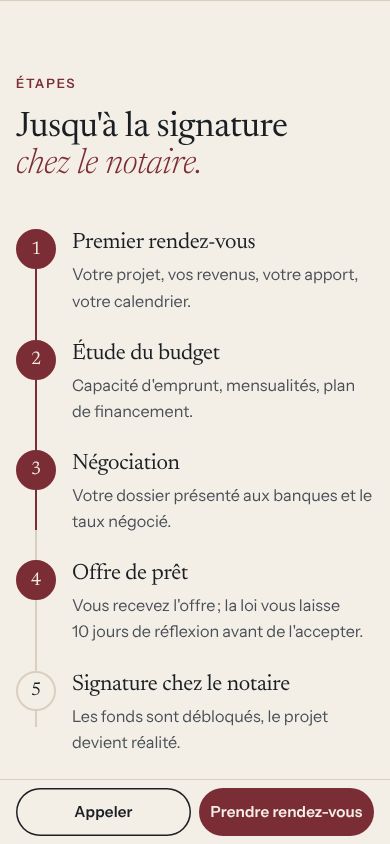 ÉTAPES
Jusqu'à la signature
chez le notaire.
1
Premier rendez-vous
Votre projet, vos revenus, votre apport,
votre calendrier.
2
Étude du budget
Capacité d'emprunt, mensualités, plan
de financement.
3
Négociation
Votre dossier présenté aux banques et le
taux négocié.
4
Offre de prêt
Vous recevez l'offre ; la loi vous laisse
10 jours de réflexion avant de l'accepter.
5
Signature chez le notaire
Les fonds sont débloqués, le projet
devient réalité.
Appeler
Prendre rendez-vous